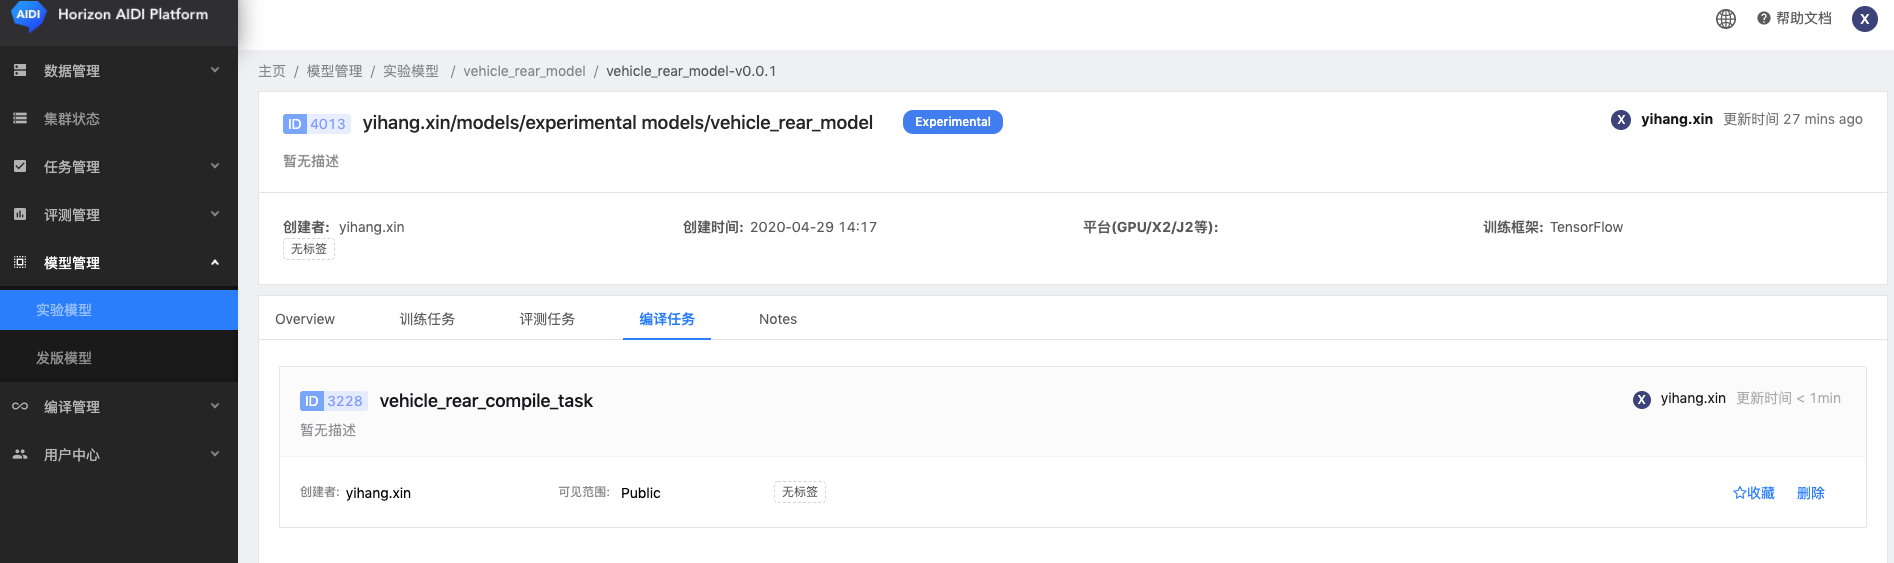 AIDI Horizon AIDI Platform
帮助文档 X
数据管理
集群状态
任务管理
评测管理
模型管理
实验模型
发版模型
编译管理
用户中心
主页 / 模型管理 / 实验模型 / vehicle_rear_model / vehicle_rear_model-v0.0.1
ID 4013 yihang.xin/models/experimental models/vehicle_rear_model Experimental
X yihang.xin 更新时间 27 mins ago
暂无描述
创建者: yihang.xin 创建时间: 2020-04-29 14:17 平台(GPU/X2/J2等): 训练框架: TensorFlow
无标签
Overview 训练任务 评测任务 编译任务 Notes
ID 3228 vehicle_rear_compile_task
X yihang.xin 更新时间 < 1min
暂无描述
创建者: yihang.xin 可见范围: Public 无标签 收藏 删除